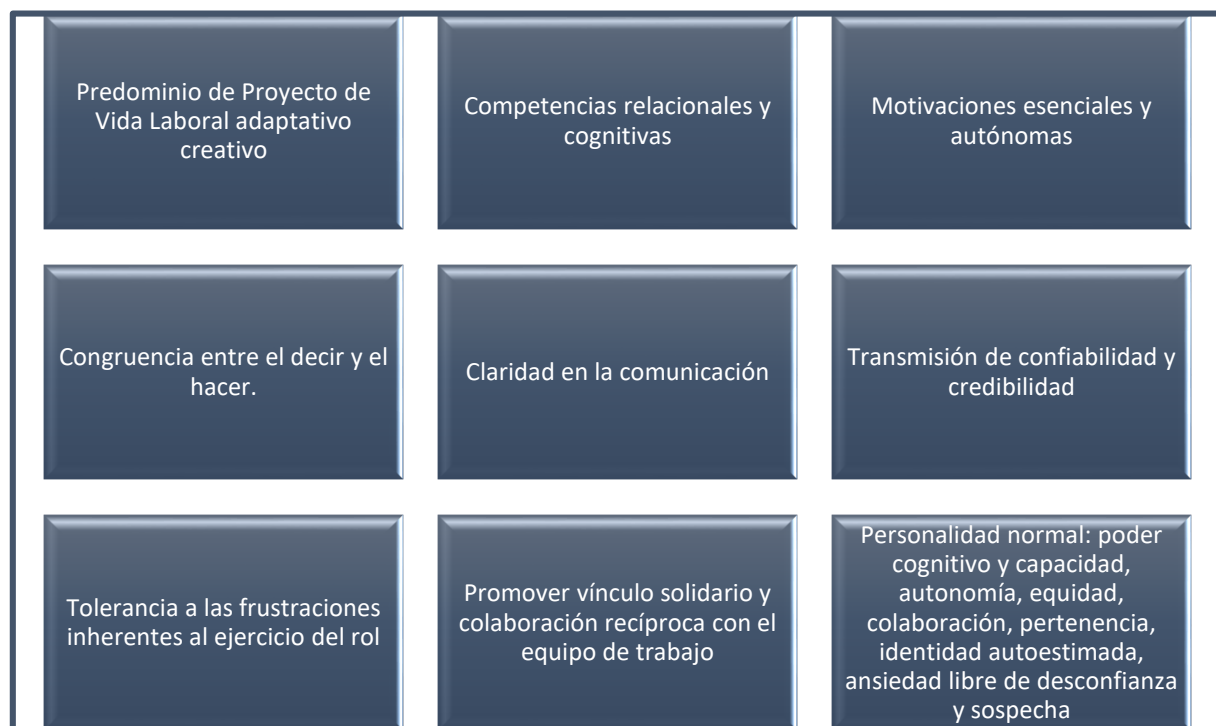 Predominio de Proyecto de
Vida Laboral adaptativo
creativo
Competencias relacionales y
cognitivas
Motivaciones esenciales y
autónomas
Congruencia entre el decir y el
hacer.
Claridad en la comunicación
Transmisión de confiabilidad y
credibilidad
Tolerancia a las frustraciones
inherentes al ejercicio del rol
Promover vínculo solidario y
colaboración recíproca con el
equipo de trabajo
Personalidad normal: poder
cognitivo y capacidad,
autonomía, equidad,
colaboración, pertenencia,
identidad autoestimada,
ansiedad libre de desconfianza
y sospecha